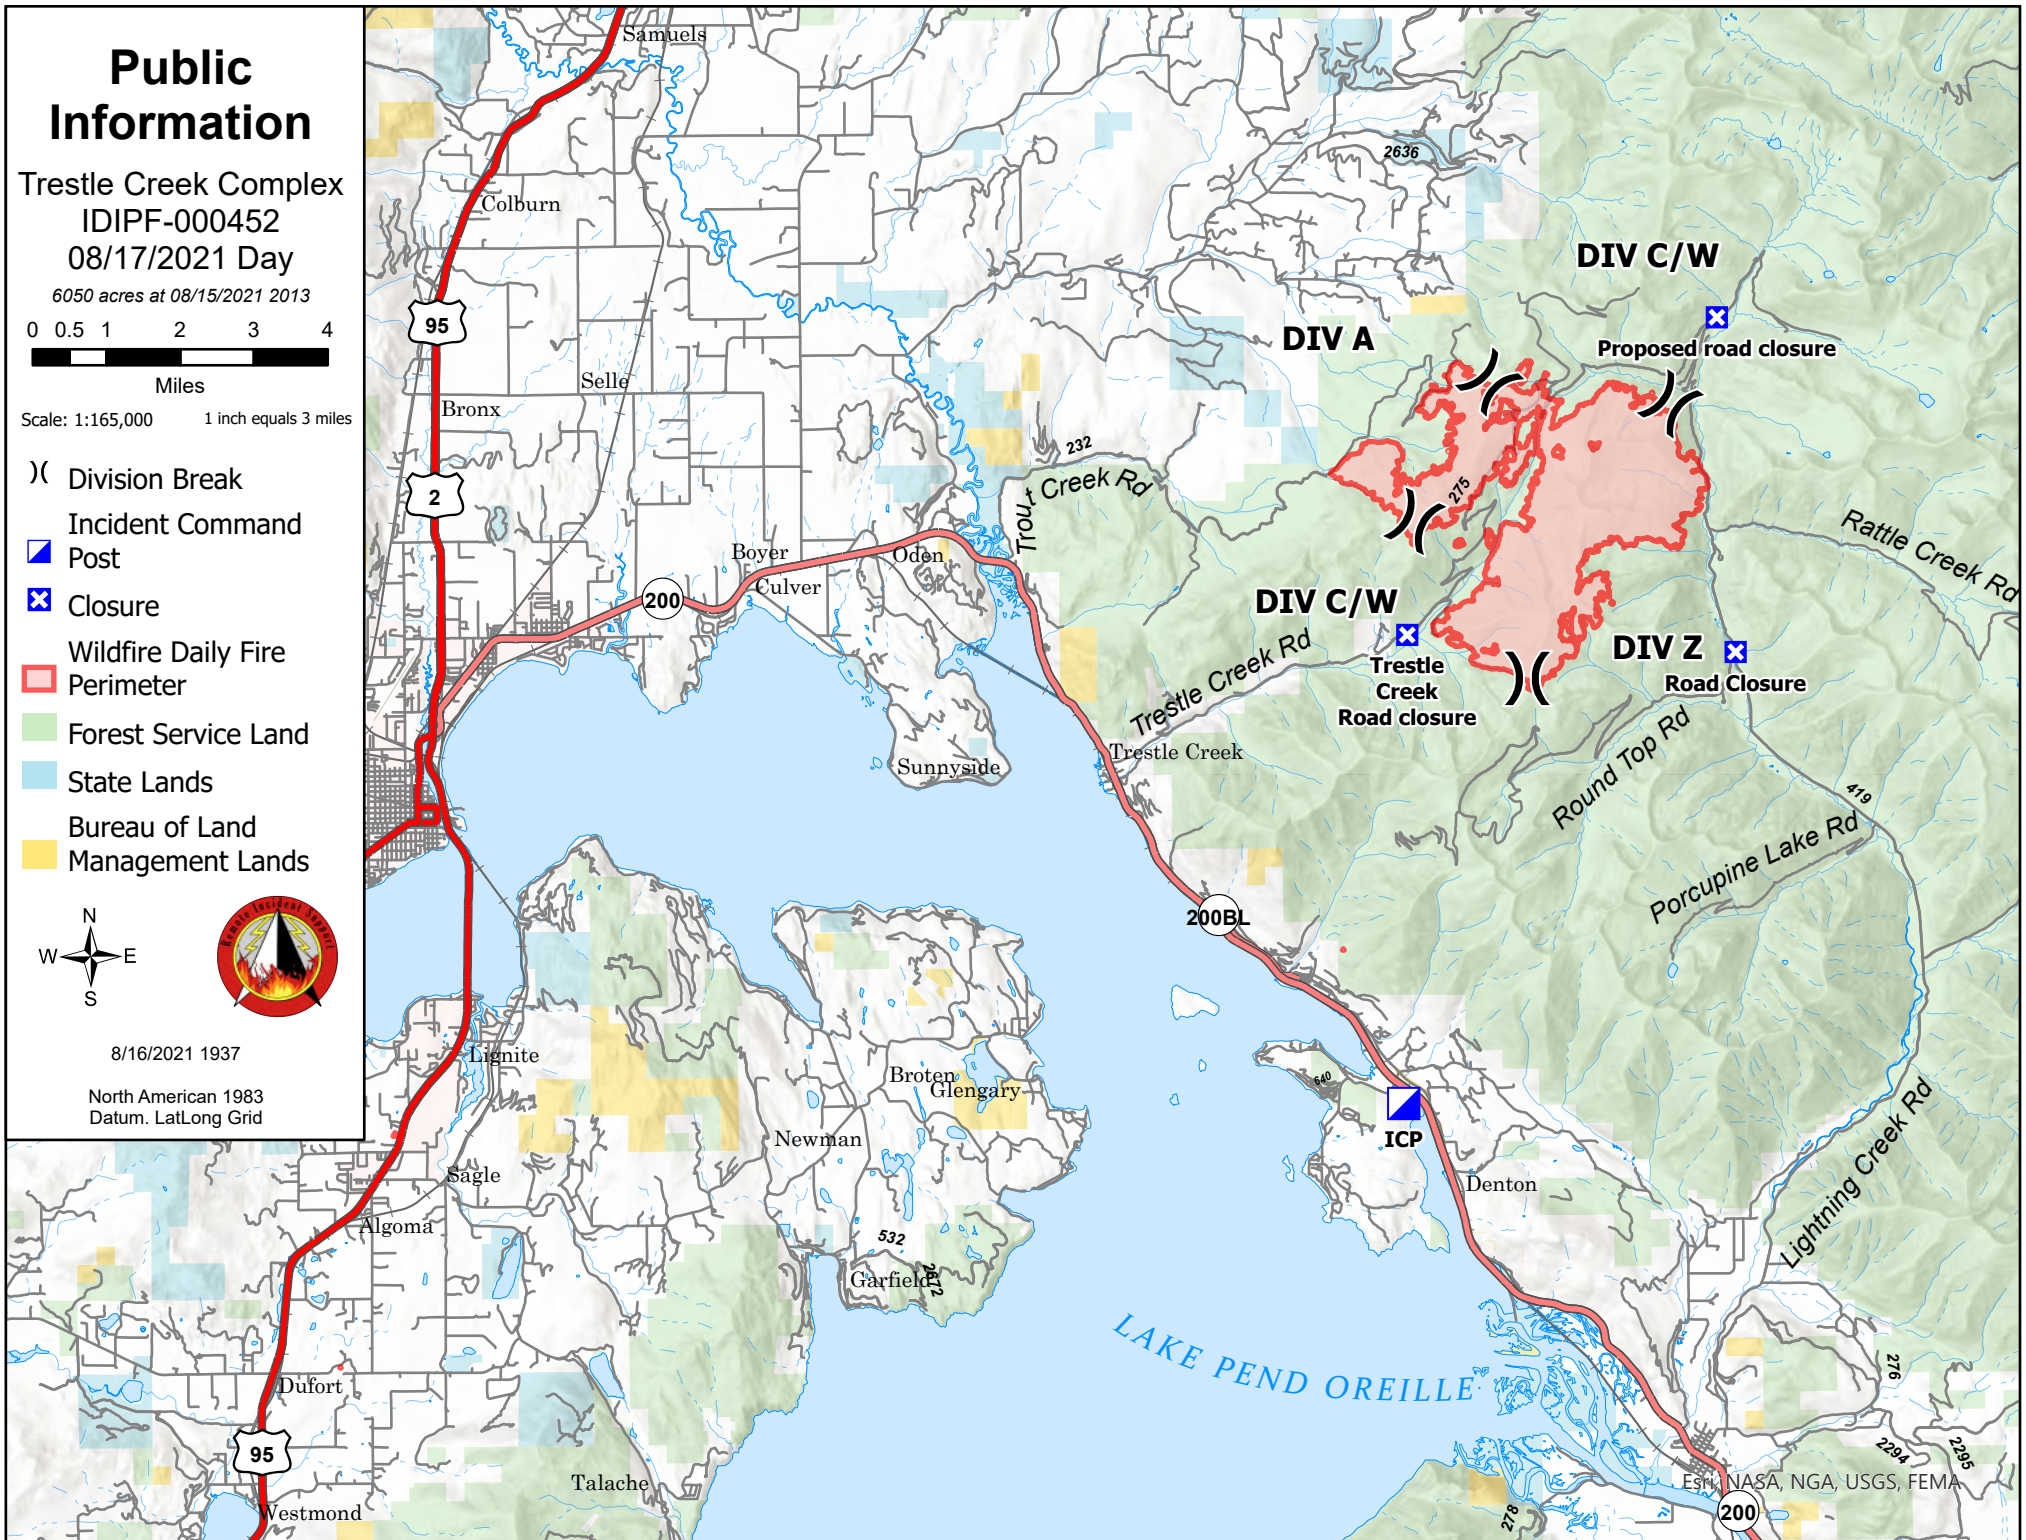 Public
Information
Trestle Creek Complex
IDIPF-000452
08/17/2021 Day
6050 acres at 08/15/2021 2013
0 0.5 1 2 3 4
Miles
Scale: 1:165,000 1 inch equals 3 miles
)( Division Break
Incident Command
Post
Closure
Wildfire Daily Fire
Perimeter
Forest Service Land
State Lands
Bureau of Land
Management Lands
N
W E
S
Remote Incident Support
8/16/2021 1937
North American 1983
Datum. LatLong Grid
Samuels
2636
Colburn
DIV C/W
95
DIV A
Proposed road closure
Selle
Bronx
232
2
Trout Creek Rd
275
Rattle Creek Rd
Boyer
Oden
Culver
200
DIV C/W
Trestle Creek Rd
Trestle
Creek
Road closure
DIV Z
Road Closure
Trestle Creek
Sunnyside
Round Top Rd
419
Porcupine Lake Rd
200BL
Lignite
Broten
Glengary
640
ICP
Newman
Denton
Sagle
Lightning Creek Rd
Algoma
532
Garfield
2672
LAKE PEND OREILLE
276
Dufort
95
2294
2295
Talache
Esri, NASA, NGA, USGS, FEMA
Westmond
278
200